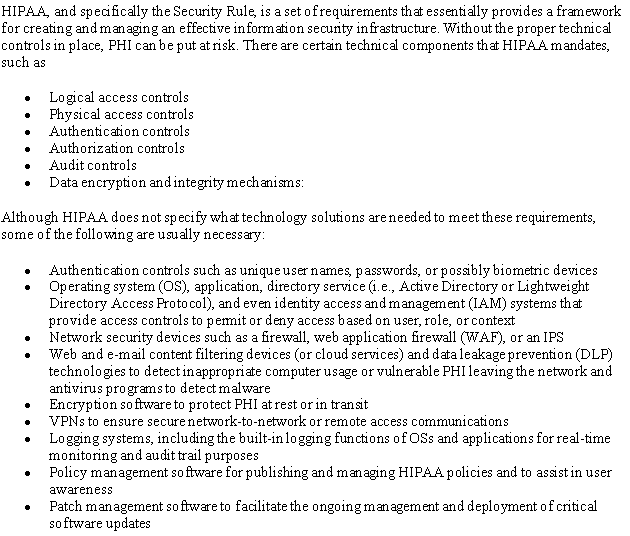 HIPAA, and specifically the Security Rule, is a set of requirements that essentially provides a framework
for creating and managing an effective information security infrastructure. Without the proper technical
controls in place, PHI can be put at risk. There are certain technical components that HIPAA mandates,
such as
• Logical access controls
• Physical access controls
• Authentication controls
• Authorization controls
• Audit controls
• Data encryption and integrity mechanisms:
Although HIPAA does not specify what technology solutions are needed to meet these requirements,
some of the following are usually necessary:
• Authentication controls such as unique user names, passwords, or possibly biometric devices
• Operating system (OS), application, directory service (i.e., Active Directory or Lightweight
Directory Access Protocol), and even identity access and management (IAM) systems that
provide access controls to permit or deny access based on user, role, or context
• Network security devices such as a firewall, web application firewall (WAF), or an IPS
• Web and e-mail content filtering devices (or cloud services) and data leakage prevention (DLP)
technologies to detect inappropriate computer usage or vulnerable PHI leaving the network and
antivirus programs to detect malware
• Encryption software to protect PHI at rest or in transit
• VPNs to ensure secure network-to-network or remote access communications
• Logging systems, including the built-in logging functions of OSs and applications for real-time
monitoring and audit trail purposes
• Policy management software for publishing and managing HIPAA policies and to assist in user
awareness
• Patch management software to facilitate the ongoing management and deployment of critical
software updates